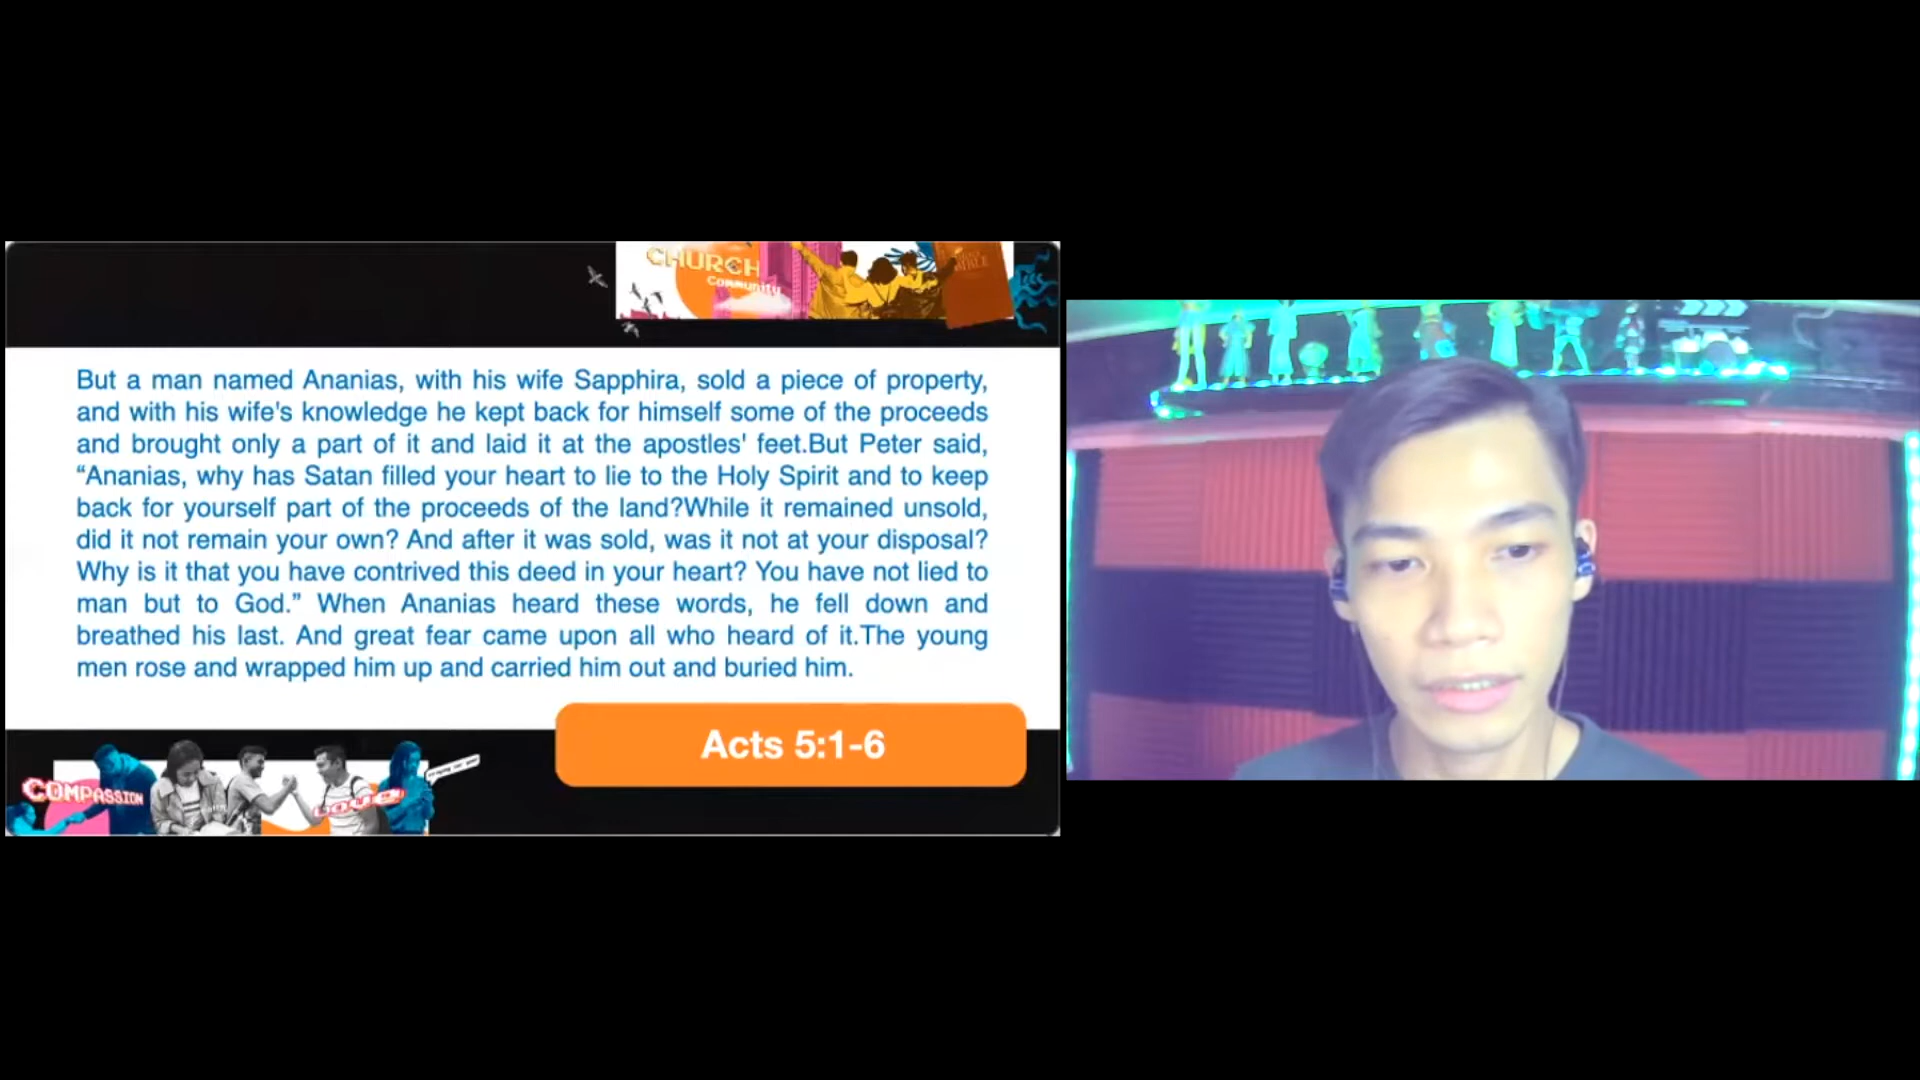 CHURCH
Community
BIBLE
But a man named Ananias, with his wife Sapphira, sold a piece of property,
and with his wife's knowledge he kept back for himself some of the proceeds
and brought only a part of it and laid it at the apostles' feet.But Peter said,
“Ananias, why has Satan filled your heart to lie to the Holy Spirit and to keep
back for yourself part of the proceeds of the land?While it remained unsold,
did it not remain your own? And after it was sold, was it not at your disposal?
Why is it that you have contrived this deed in your heart? You have not lied to
man but to God.” When Ananias heard these words, he fell down and
breathed his last. And great fear came upon all who heard of it.The young
men rose and wrapped him up and carried him out and buried him.
Acts 5:1-6
COMPASSION